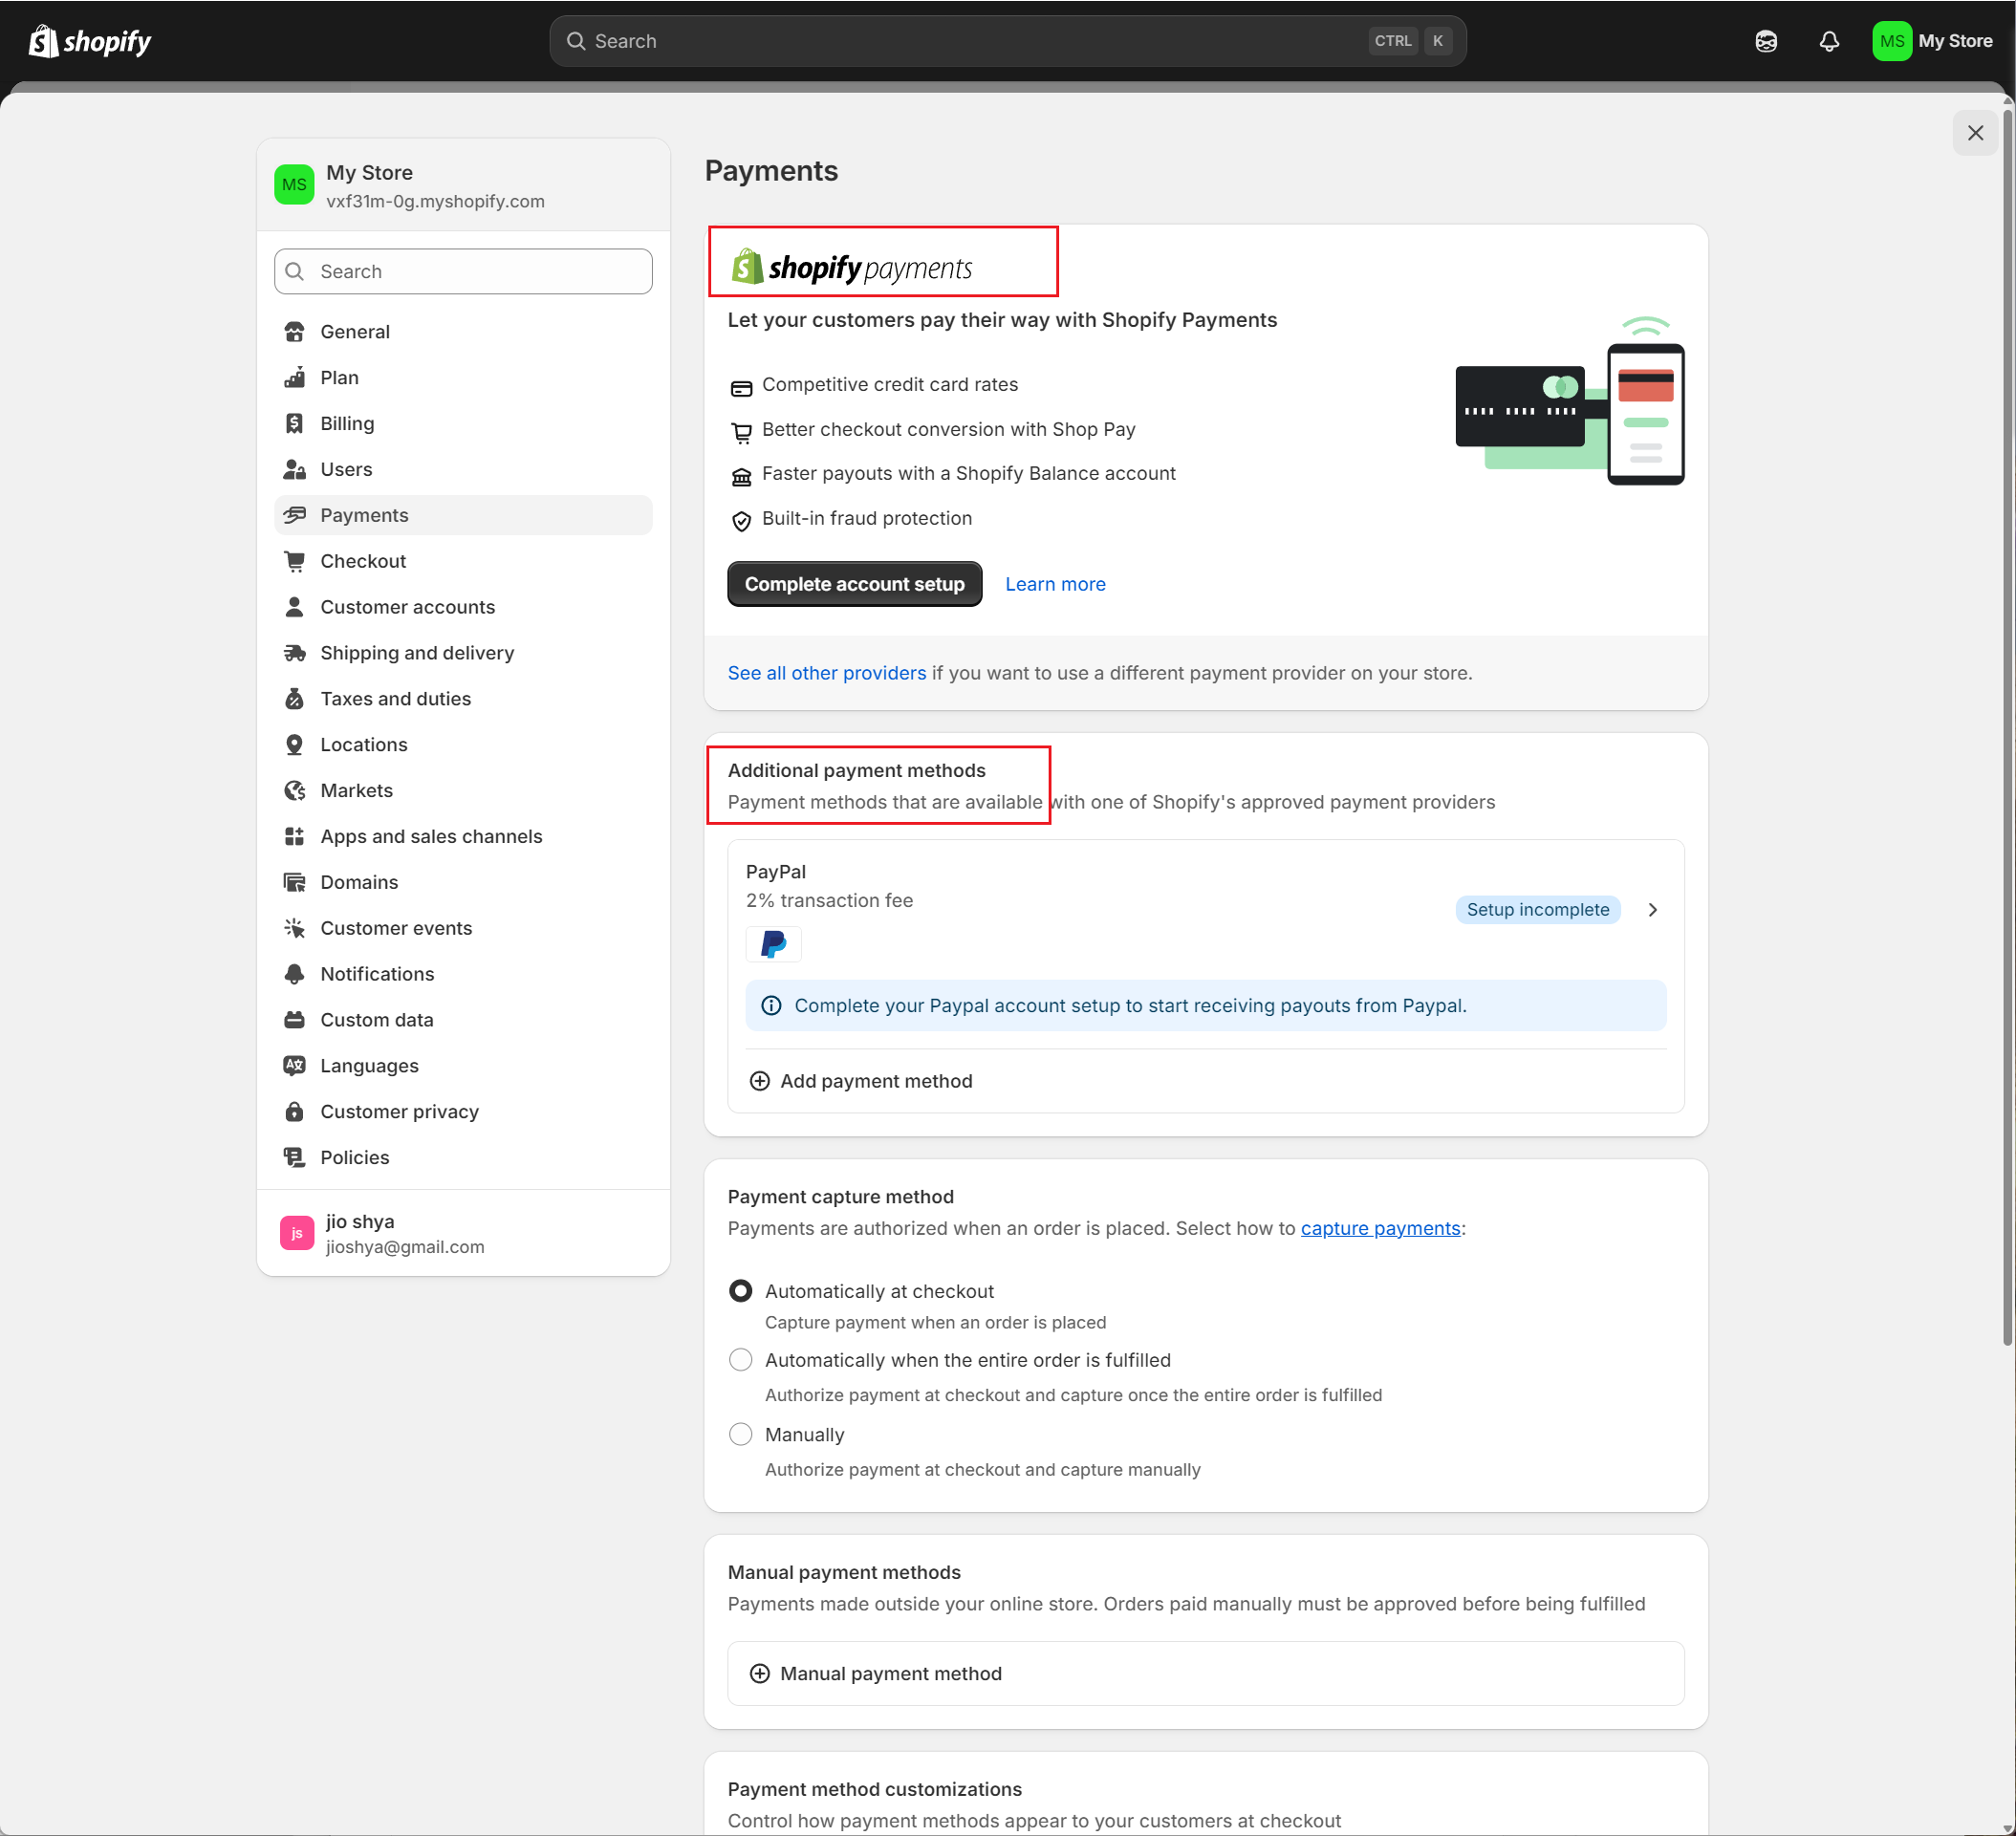 shopify
Search
CTRL K
MS My Store
MS
My Store
vxf31m-0g.myshopify.com
Search
General
Plan
Billing
Users
Payments
Checkout
Customer accounts
Shipping and delivery
Taxes and duties
Locations
Markets
Apps and sales channels
Domains
Customer events
Notifications
Custom data
Languages
Customer privacy
Policies
js
jio shya
jioshya@gmail.com
Payments
shopify payments
Let your customers pay their way with Shopify Payments
Competitive credit card rates
Better checkout conversion with Shop Pay
Faster payouts with a Shopify Balance account
Built-in fraud protection
Complete account setup Learn more
See all other providers if you want to use a different payment provider on your store.
Additional payment methods
Payment methods that are available with one of Shopify's approved payment providers
PayPal
2% transaction fee
Setup incomplete
Complete your Paypal account setup to start receiving payouts from Paypal.
Add payment method
Payment capture method
Payments are authorized when an order is placed. Select how to capture payments:
Automatically at checkout
Capture payment when an order is placed
Automatically when the entire order is fulfilled
Authorize payment at checkout and capture once the entire order is fulfilled
Manually
Authorize payment at checkout and capture manually
Manual payment methods
Payments made outside your online store. Orders paid manually must be approved before being fulfilled
Manual payment method
Payment method customizations
Control how payment methods appear to your customers at checkout